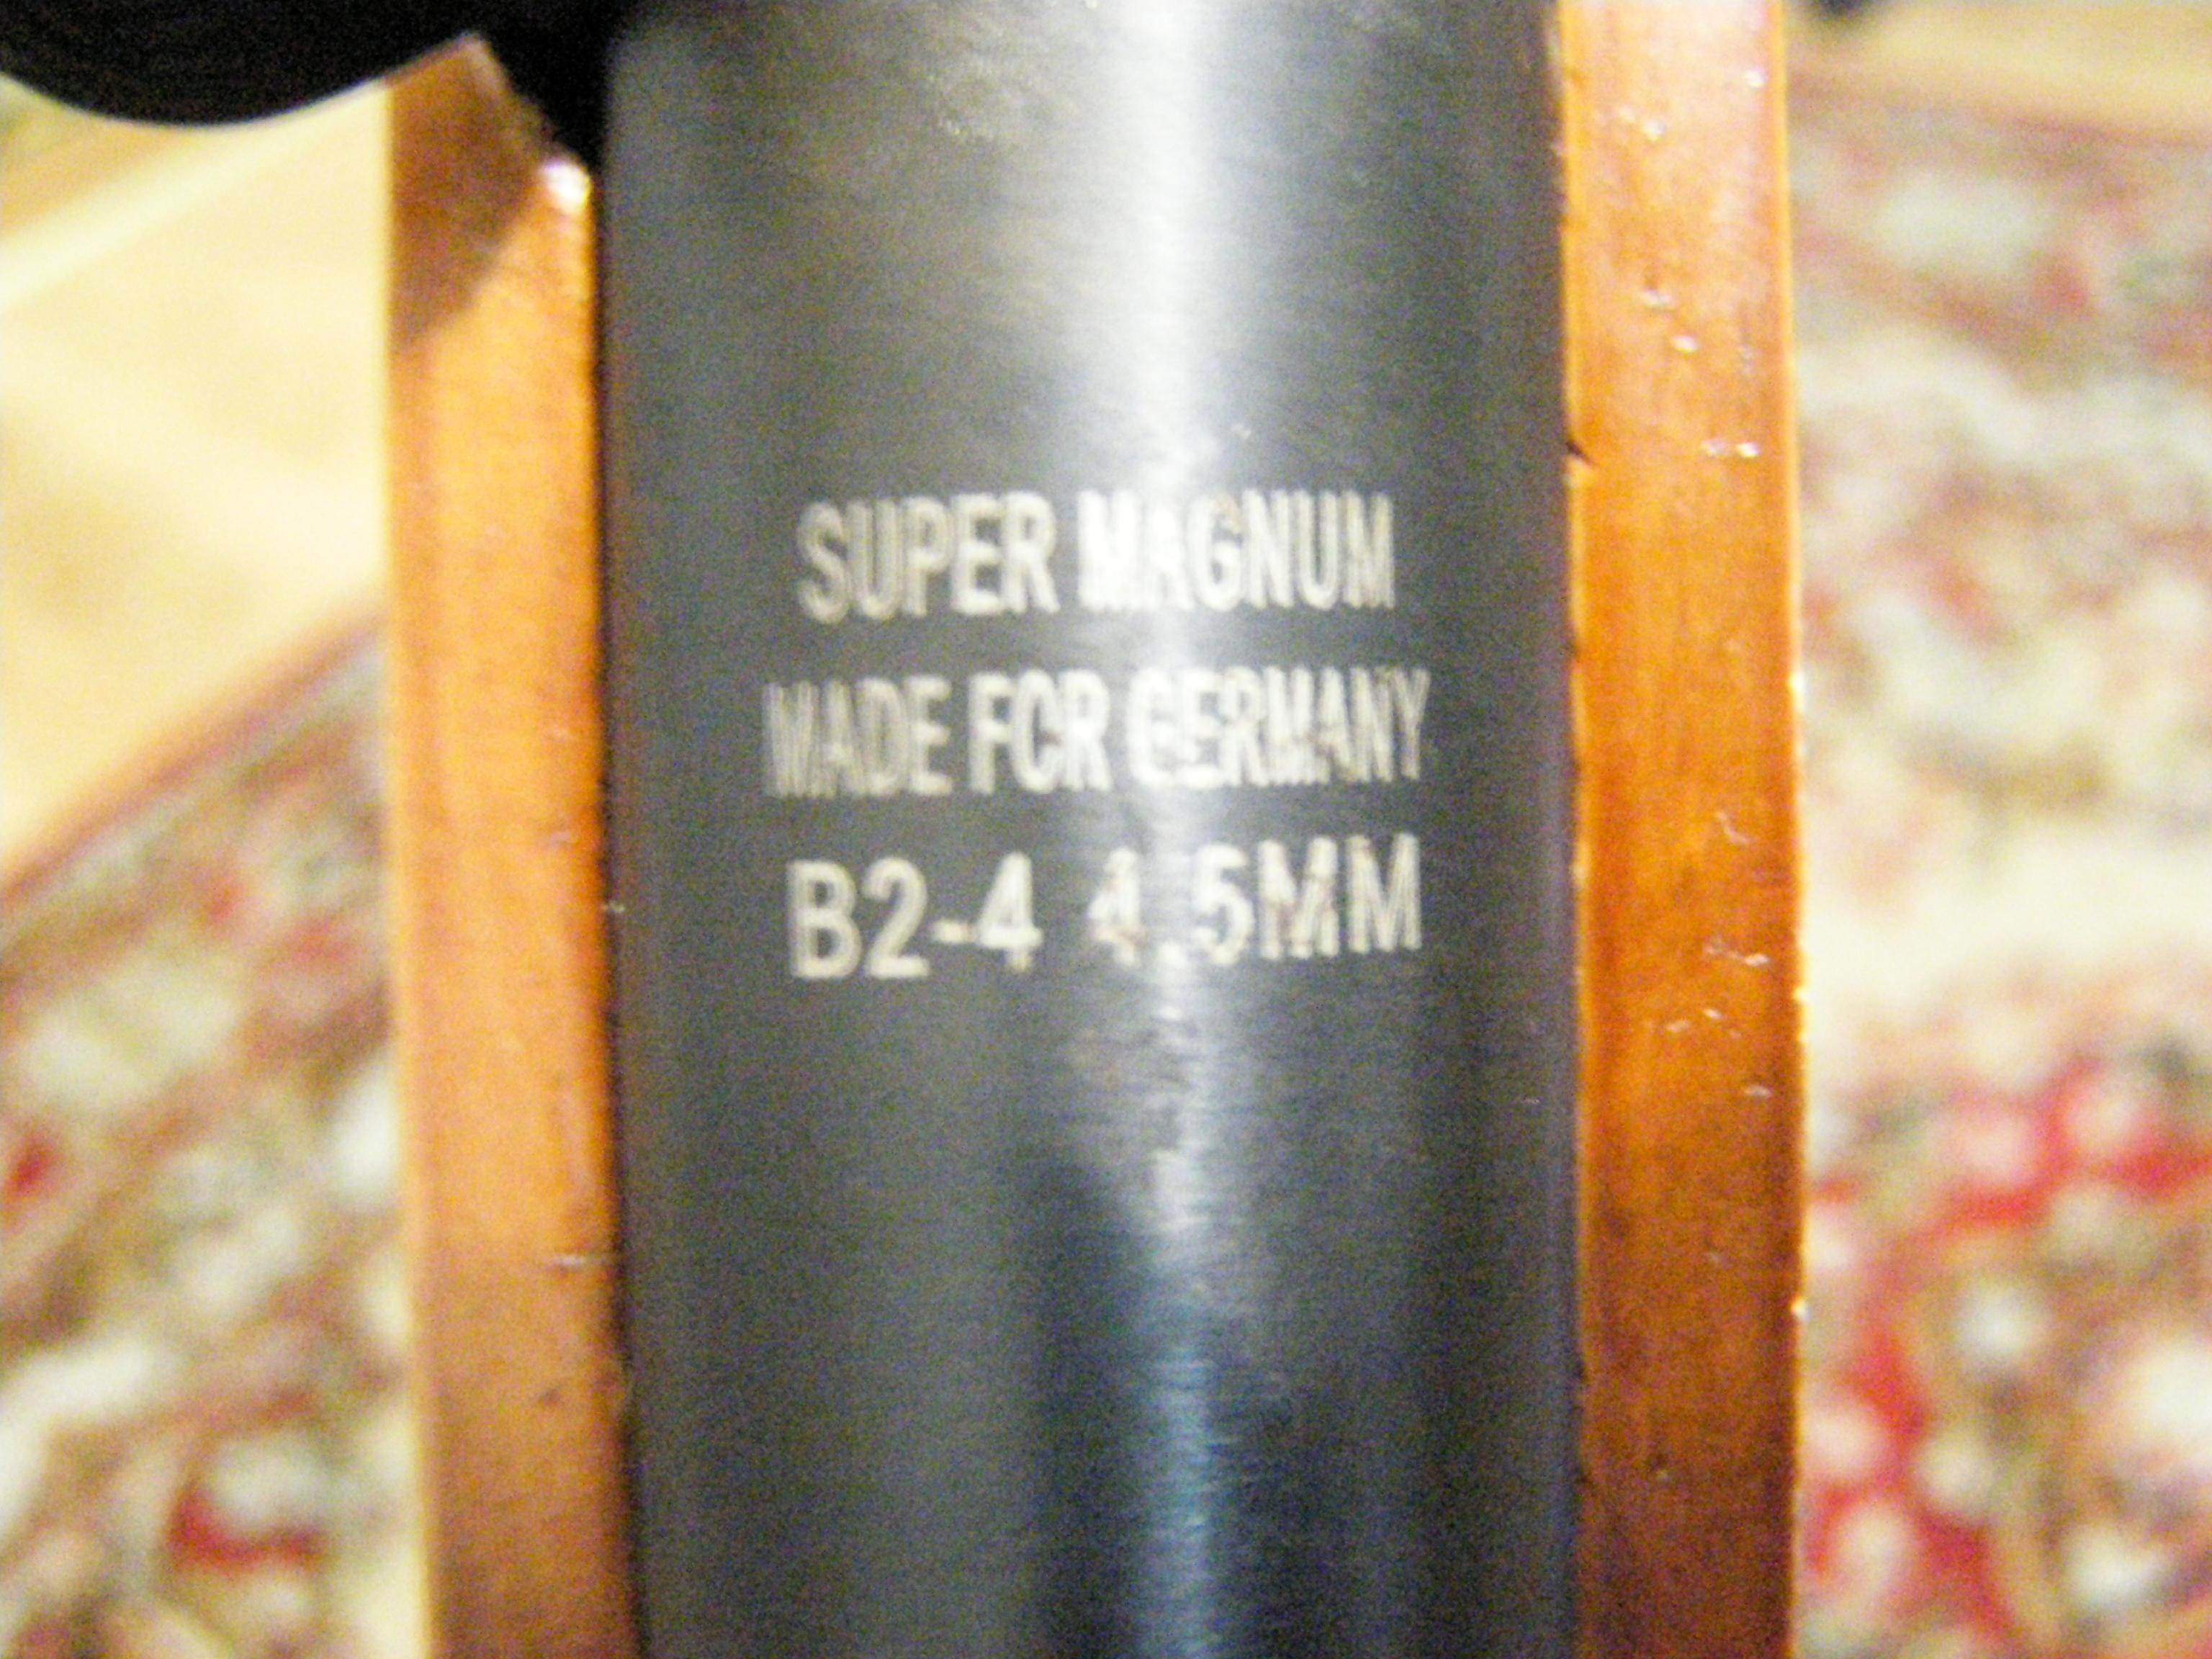 SUPER MAGNUM
MADE FOR GERMANY
B2-4 4.5MM